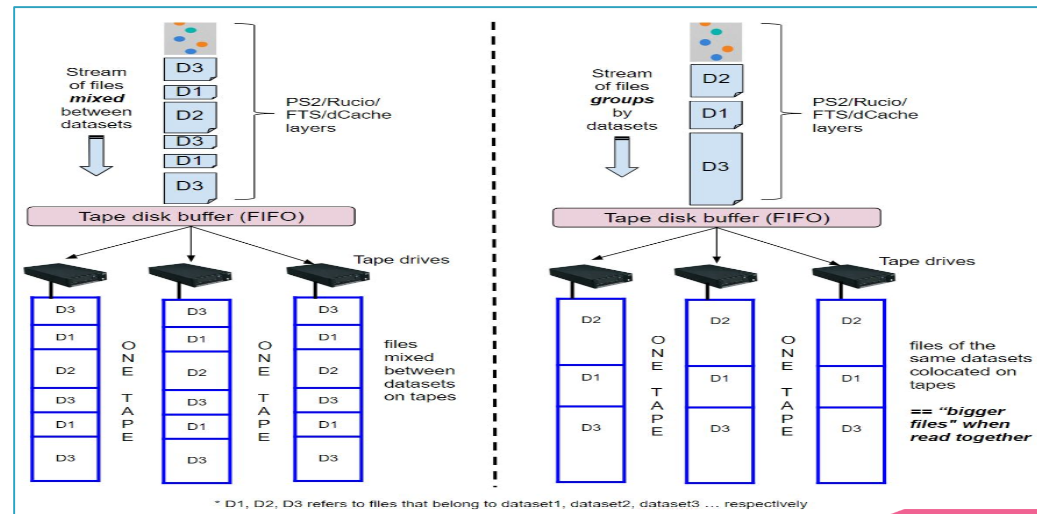 Stream
of files
mixed
between
datasets
D3
D1
D2
D3
D1
D3
PS2/Rucio/
FTS/dCache
layers
Tape disk buffer (FIFO)
Tape drives
D3
D1
D2
D3
D1
D3
ONE TAPE
D3
D1
D2
D3
D1
D3
ONE TAPE
D3
D1
D2
D3
D1
D3
files
mixed
between
datasets
on tapes
Stream
of files
groups
by
datasets
D2
D1
D3
PS2/Rucio/
FTS/dCache
layers
Tape disk buffer (FIFO)
Tape drives
D2
D1
D3
ONE TAPE
D2
D1
D3
ONE TAPE
D2
D1
D3
files of the
same datasets
colocated on
tapes
== “bigger
files" when
read together
* D1, D2, D3 refers to files that belong to dataset1, dataset2, dataset3 ... respectively